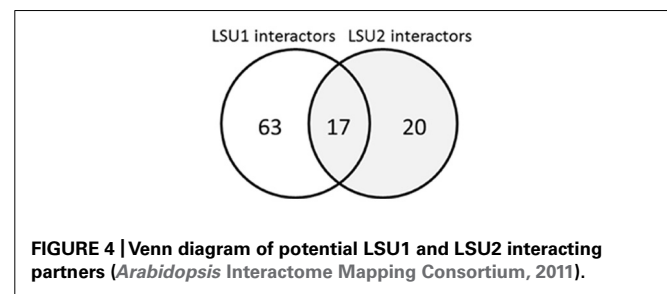 LSU1 interactors LSU2 interactors
63 17 20
FIGURE 4 | Venn diagram of potential LSU1 and LSU2 interacting
partners (Arabidopsis Interactome Mapping Consortium, 2011).